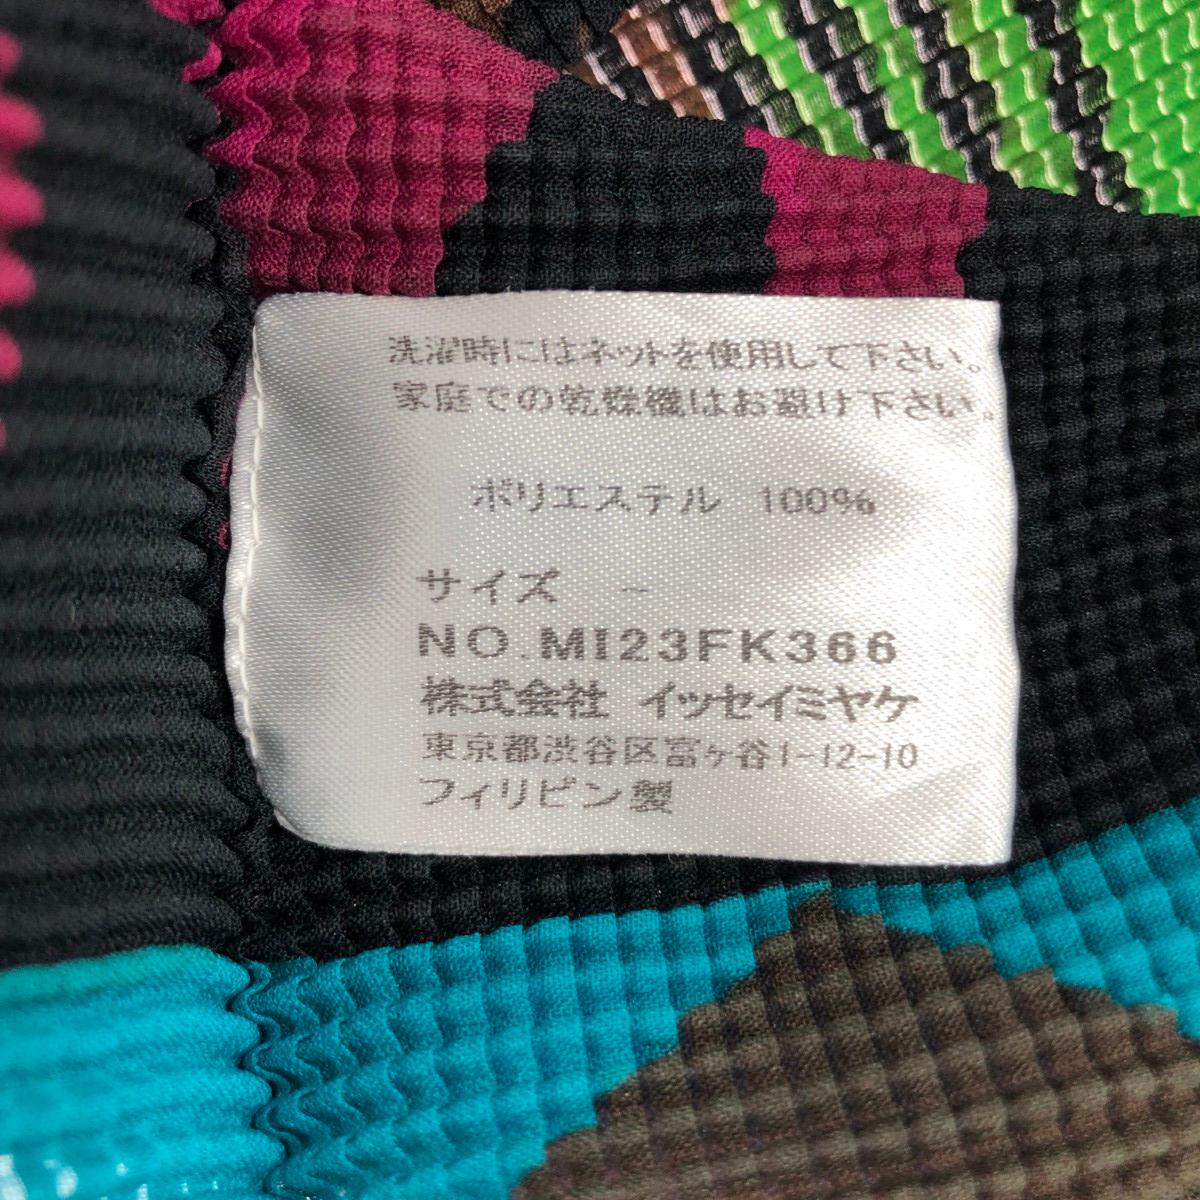 洗濯時にはネットを使用して下さい。
家庭での乾燥機はお避け下さい。
ポリエステル 100%
サイズ -
NO.MI23FK366
株式会社 イッセイミヤケ
東京都渋谷区富ヶ谷1-12-10
フィリピン製